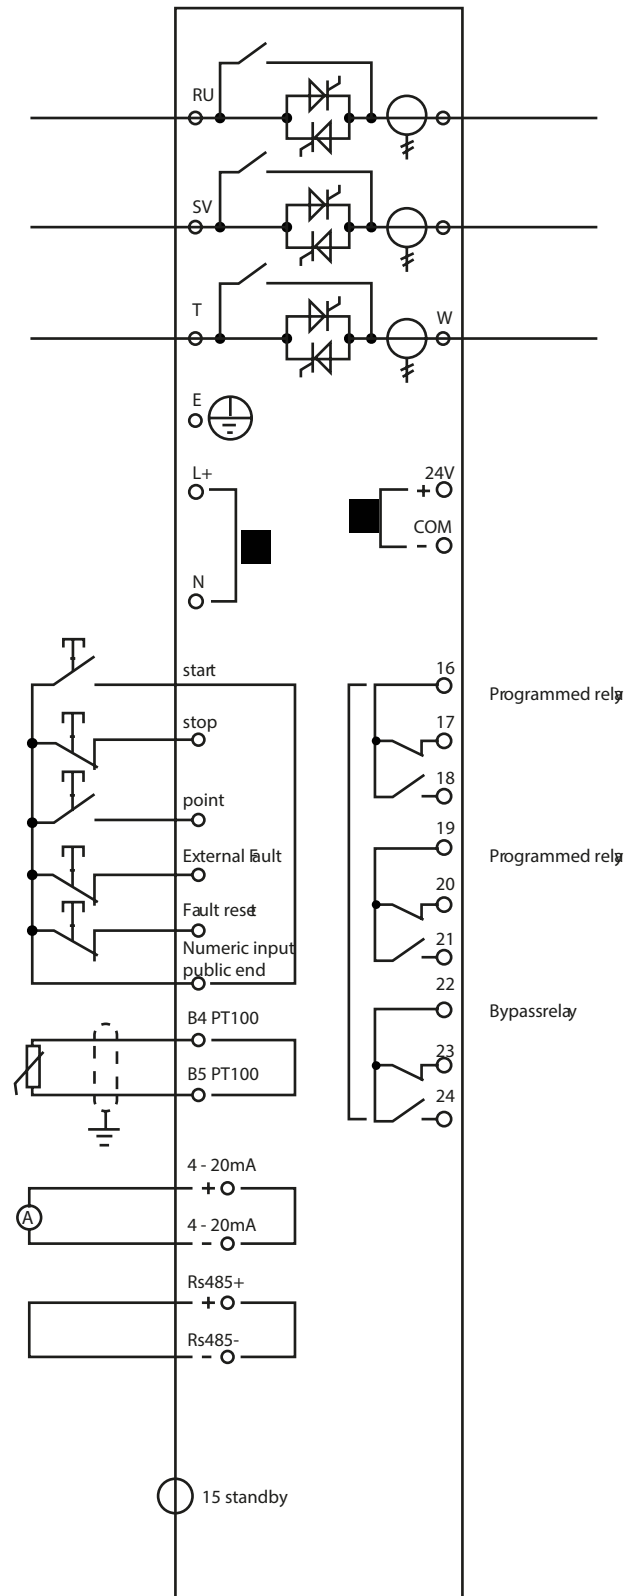 RU
SV
T
W
E
L+
24V
+
COM
-
N
start
16
Programmed relay
stop
17
point
18
External Fault
19
Programmed relay
20
Fault reset
21
Numeric input
public end
22
Bypassrelay
B4 PT100
23
B5 PT100
24
4 - 20mA
+
A
4 - 20mA
-
Rs485+
+
Rs485-
-
15 standby